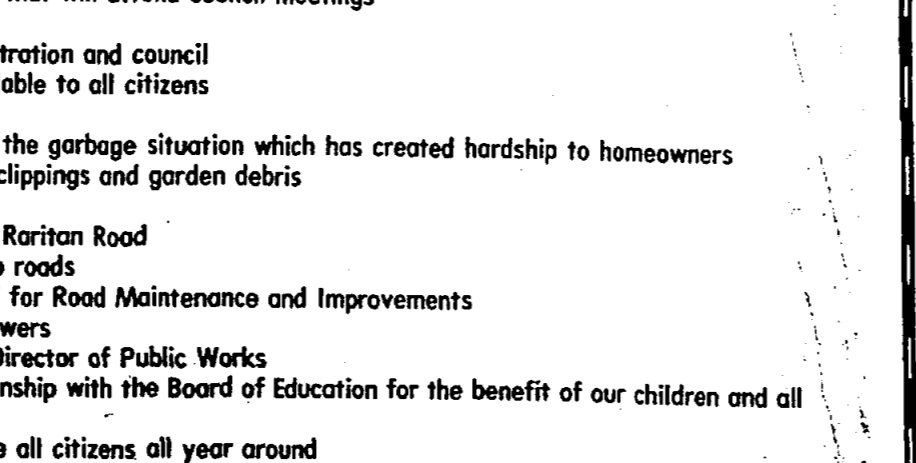 tration and council
able to all citizens
the garbage situation which has created hardship to homeowners
clippings and garden debris
Raritan Road
roads
for Road Maintenance and Improvements
wers
Director of Public Works
nship with the Board of Education for the benefit of our children and all
all citizens all year around